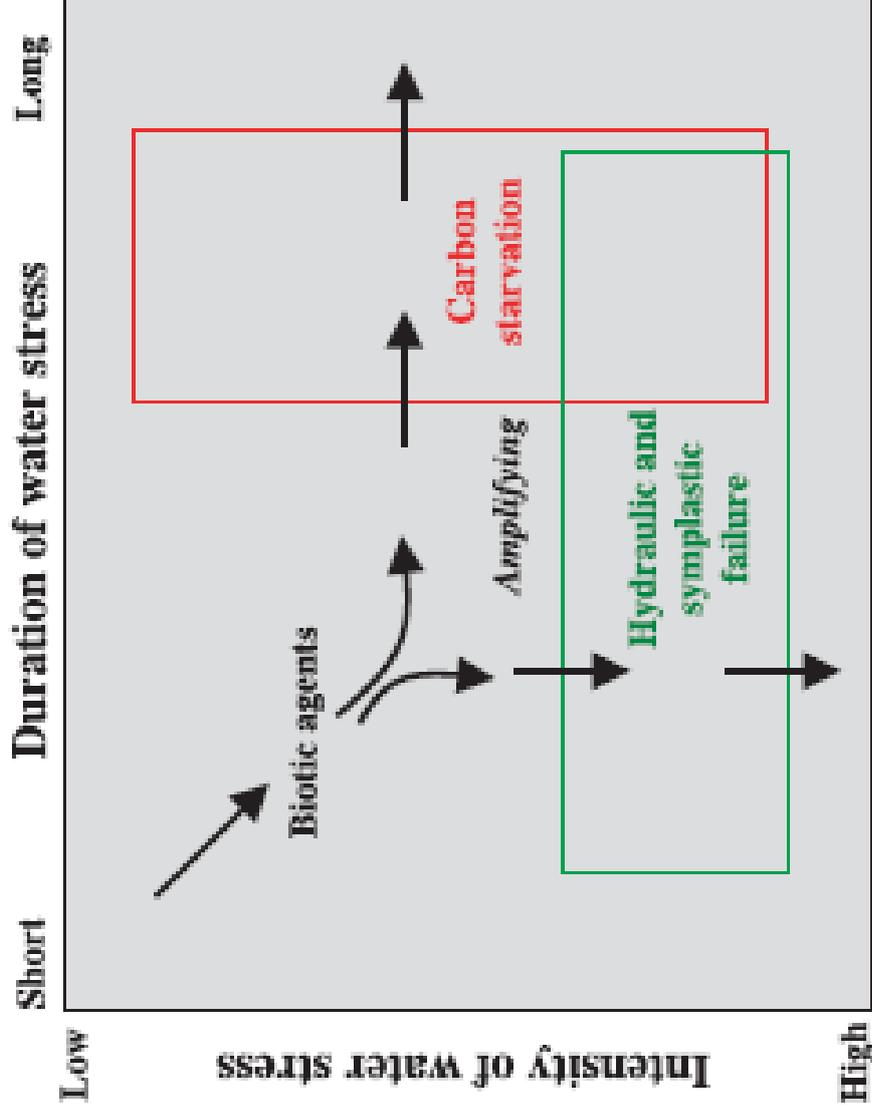 Duration of water stress
Short
Long
Low
Intensity of water stress
High
Biotic agents
Amplifying
Carbon
starvation
Hydraulic and
symplastic
failure